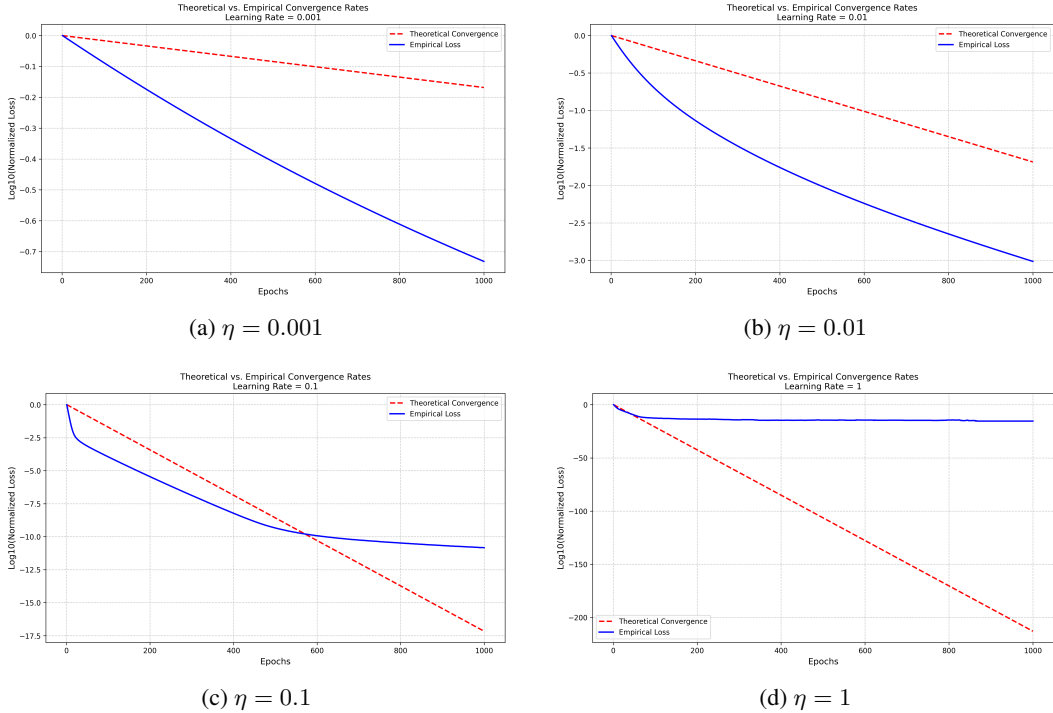 Theoretical vs. Empirical Convergence Rates
Learning Rate = 0.001
0.0
−0.1
−0.2
−0.3
−0.4
−0.5
−0.6
−0.7
Log10(Normalized Loss)
Theoretical Convergence
Empirical Loss
0 200 400 600 800 1000
Epochs
(a) η = 0.001
Theoretical vs. Empirical Convergence Rates
Learning Rate = 0.01
0.0
−0.5
−1.0
−1.5
−2.0
−2.5
−3.0
Log10(Normalized Loss)
Theoretical Convergence
Empirical Loss
0 200 400 600 800 1000
Epochs
(b) η = 0.01
Theoretical vs. Empirical Convergence Rates
Learning Rate = 0.1
0.0
−2.5
−5.0
−7.5
−10.0
−12.5
−15.0
−17.5
Log10(Normalized Loss)
Theoretical Convergence
Empirical Loss
0 200 400 600 800 1000
Epochs
(c) η = 0.1
Theoretical vs. Empirical Convergence Rates
Learning Rate = 1
0
−50
−100
−150
−200
Log10(Normalized Loss)
Theoretical Convergence
Empirical Loss
0 200 400 600 800 1000
Epochs
(d) η = 1